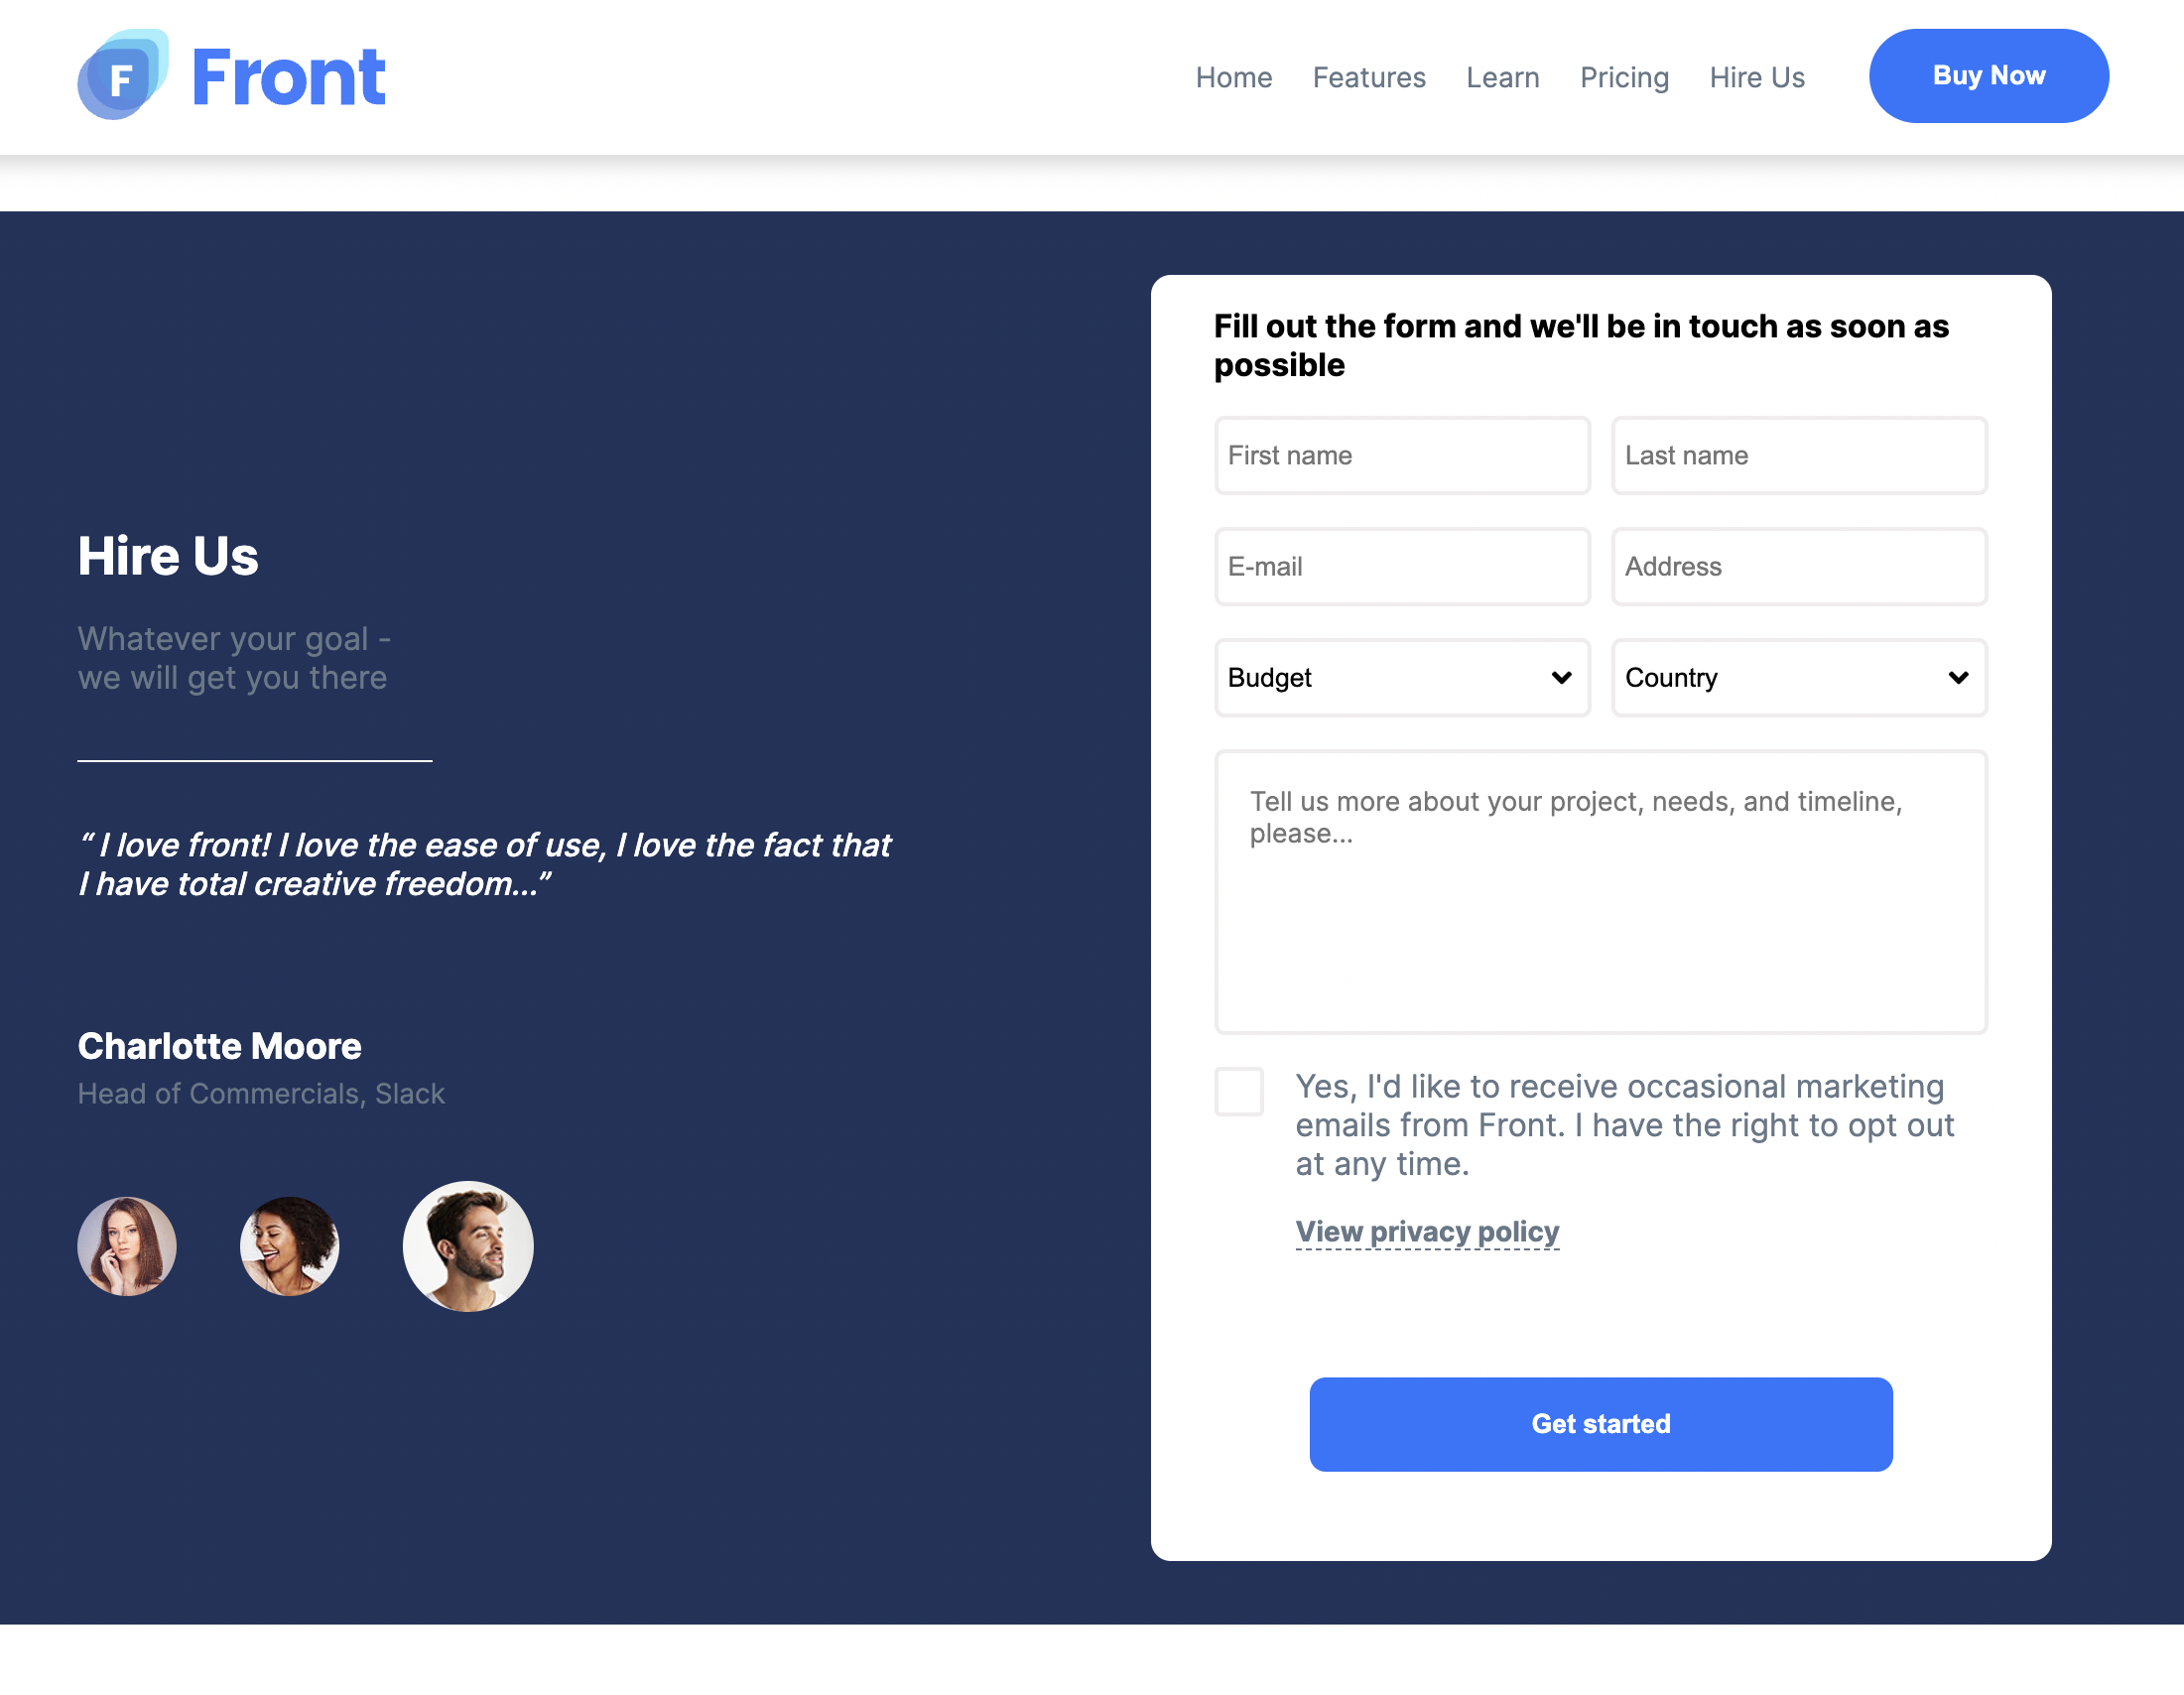 F Front
Home Features Learn Pricing Hire Us Buy Now
Hire Us
Whatever your goal -
we will get you there
“ I love front! I love the ease of use, I love the fact that
I have total creative freedom...”
Charlotte Moore
Head of Commercials, Slack
Fill out the form and we'll be in touch as soon as
possible
First name Last name
E-mail Address
Budget Country
Tell us more about your project, needs, and timeline,
please...
Yes, I'd like to receive occasional marketing
emails from Front. I have the right to opt out
at any time.
View privacy policy
Get started